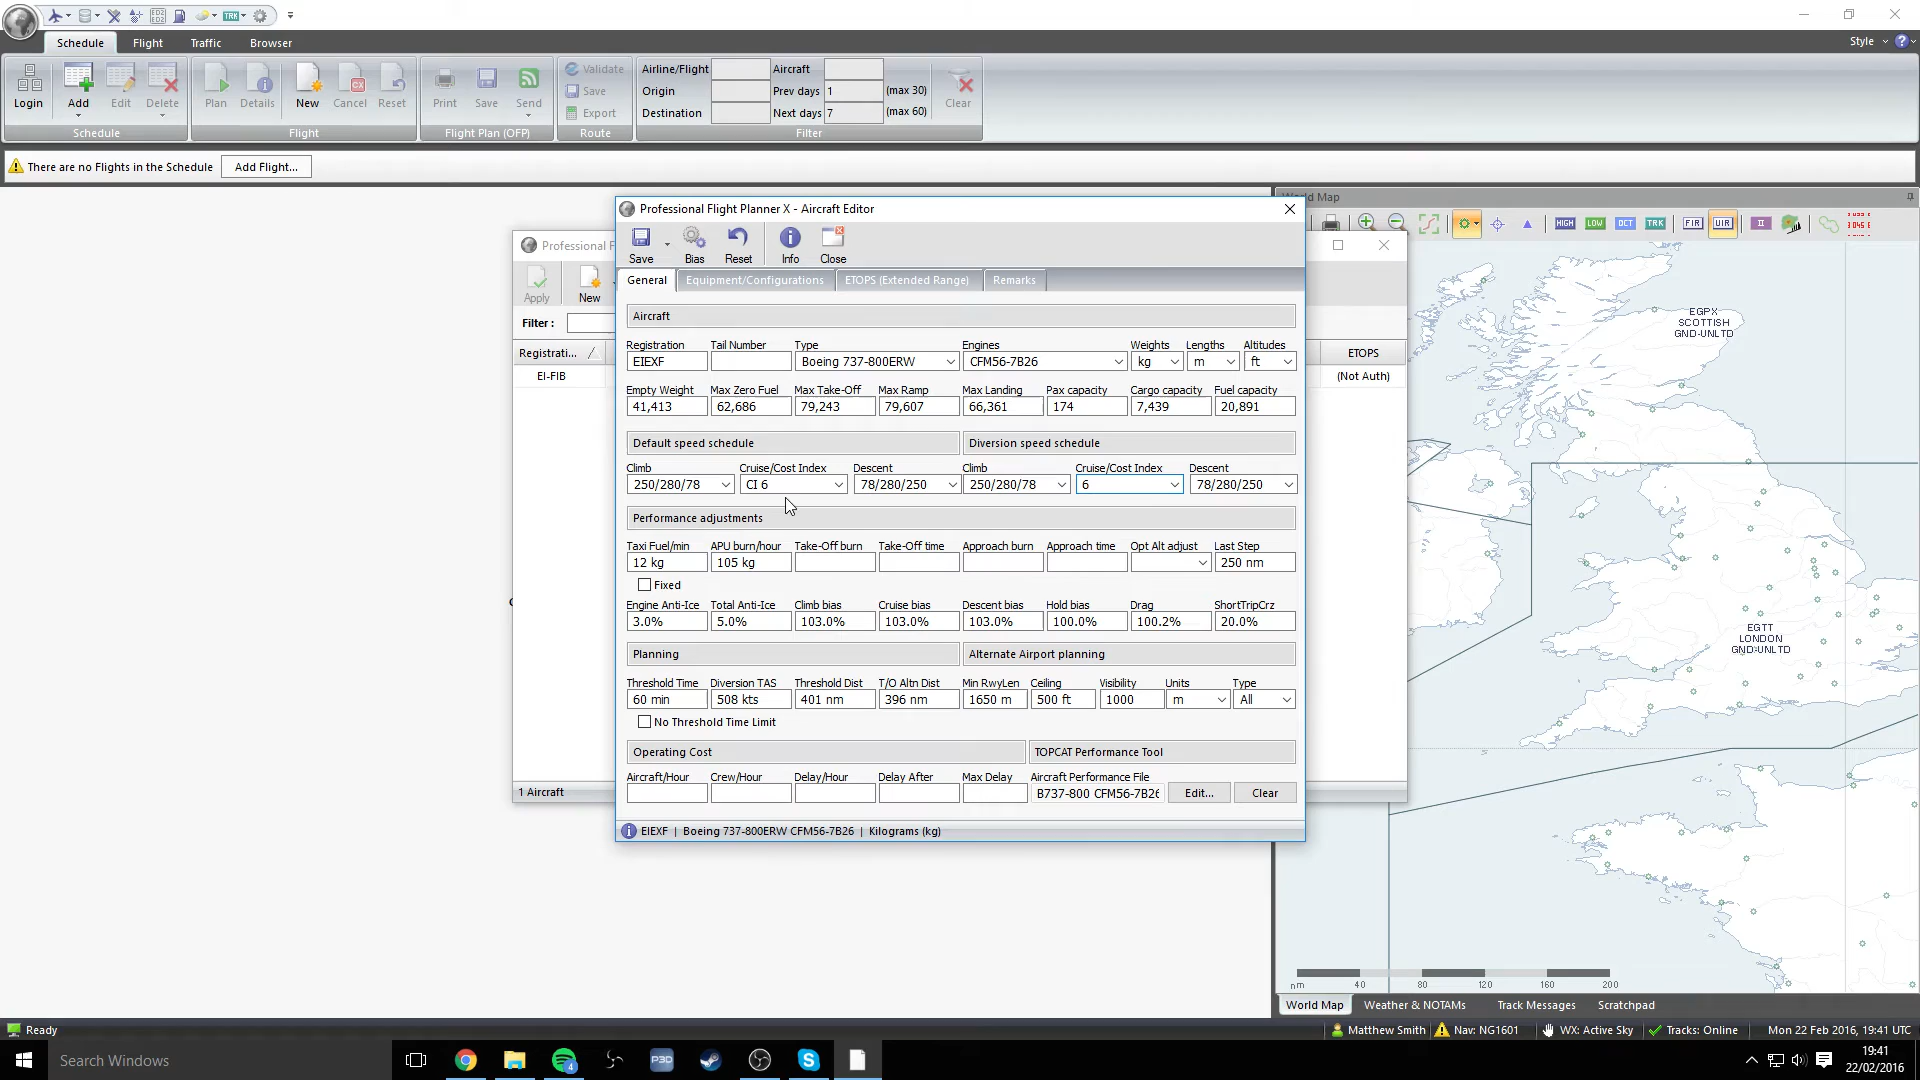 Schedule Flight Traffic Browser
Style
Login Add Edit Delete Plan Details New Cancel Reset Print Save Send
Validate
Save
Export
Airline/Flight Aircraft
Origin Prev days 1 (max 30)
Destination Next days 7 (max 60)
Clear
Schedule Flight Flight Plan (OFP) Route Filter
There are no Flights in the Schedule Add Flight...
World Map
HIGH LOW DCT TRK FIR UIR
Professional F
Apply New
Filter :
Registrati... ETOPS
EI-FIB (Not Auth)
1 Aircraft
Professional Flight Planner X - Aircraft Editor
Save Bias Reset Info Close
General Equipment/Configurations ETOPS (Extended Range) Remarks
Aircraft
Registration Tail Number Type Engines Weights Lengths Altitudes
EIEXF Boeing 737-800ERW CFM56-7B26 kg m ft
Empty Weight Max Zero Fuel Max Take-Off Max Ramp Max Landing Pax capacity Cargo capacity Fuel capacity
41,413 62,686 79,243 79,607 66,361 174 7,439 20,891
Default speed schedule Diversion speed schedule
Climb Cruise/Cost Index Descent Climb Cruise/Cost Index Descent
250/280/78 CI 6 78/280/250 250/280/78 6 78/280/250
Performance adjustments
Taxi Fuel/min APU burn/hour Take-Off burn Take-Off time Approach burn Approach time Opt Alt adjust Last Step
12 kg 105 kg 250 nm
Fixed
Engine Anti-Ice Total Anti-Ice Climb bias Cruise bias Descent bias Hold bias Drag ShortTripCrz
3.0% 5.0% 103.0% 103.0% 103.0% 100.0% 100.2% 20.0%
Planning Alternate Airport planning
Threshold Time Diversion TAS Threshold Dist T/O Altn Dist Min RwyLen Ceiling Visibility Units Type
60 min 508 kts 401 nm 396 nm 1650 m 500 ft 1000 m All
No Threshold Time Limit
Operating Cost TOPCAT Performance Tool
Aircraft/Hour Crew/Hour Delay/Hour Delay After Max Delay Aircraft Performance File
B737-800 CFM56-7B26 Edit... Clear
EIEXF | Boeing 737-800ERW CFM56-7B26 | Kilograms (kg)
EGPX
SCOTTISH
GND-UNLTD
EGTT
LONDON
GND-UNLTD
nm 40 80 120 160 200
World Map Weather & NOTAMs Track Messages Scratchpad
Ready Matthew Smith Nav: NG1601 WX: Active Sky Tracks: Online Mon 22 Feb 2016, 19:41 UTC
Search Windows
P3D
4
19:41
22/02/2016